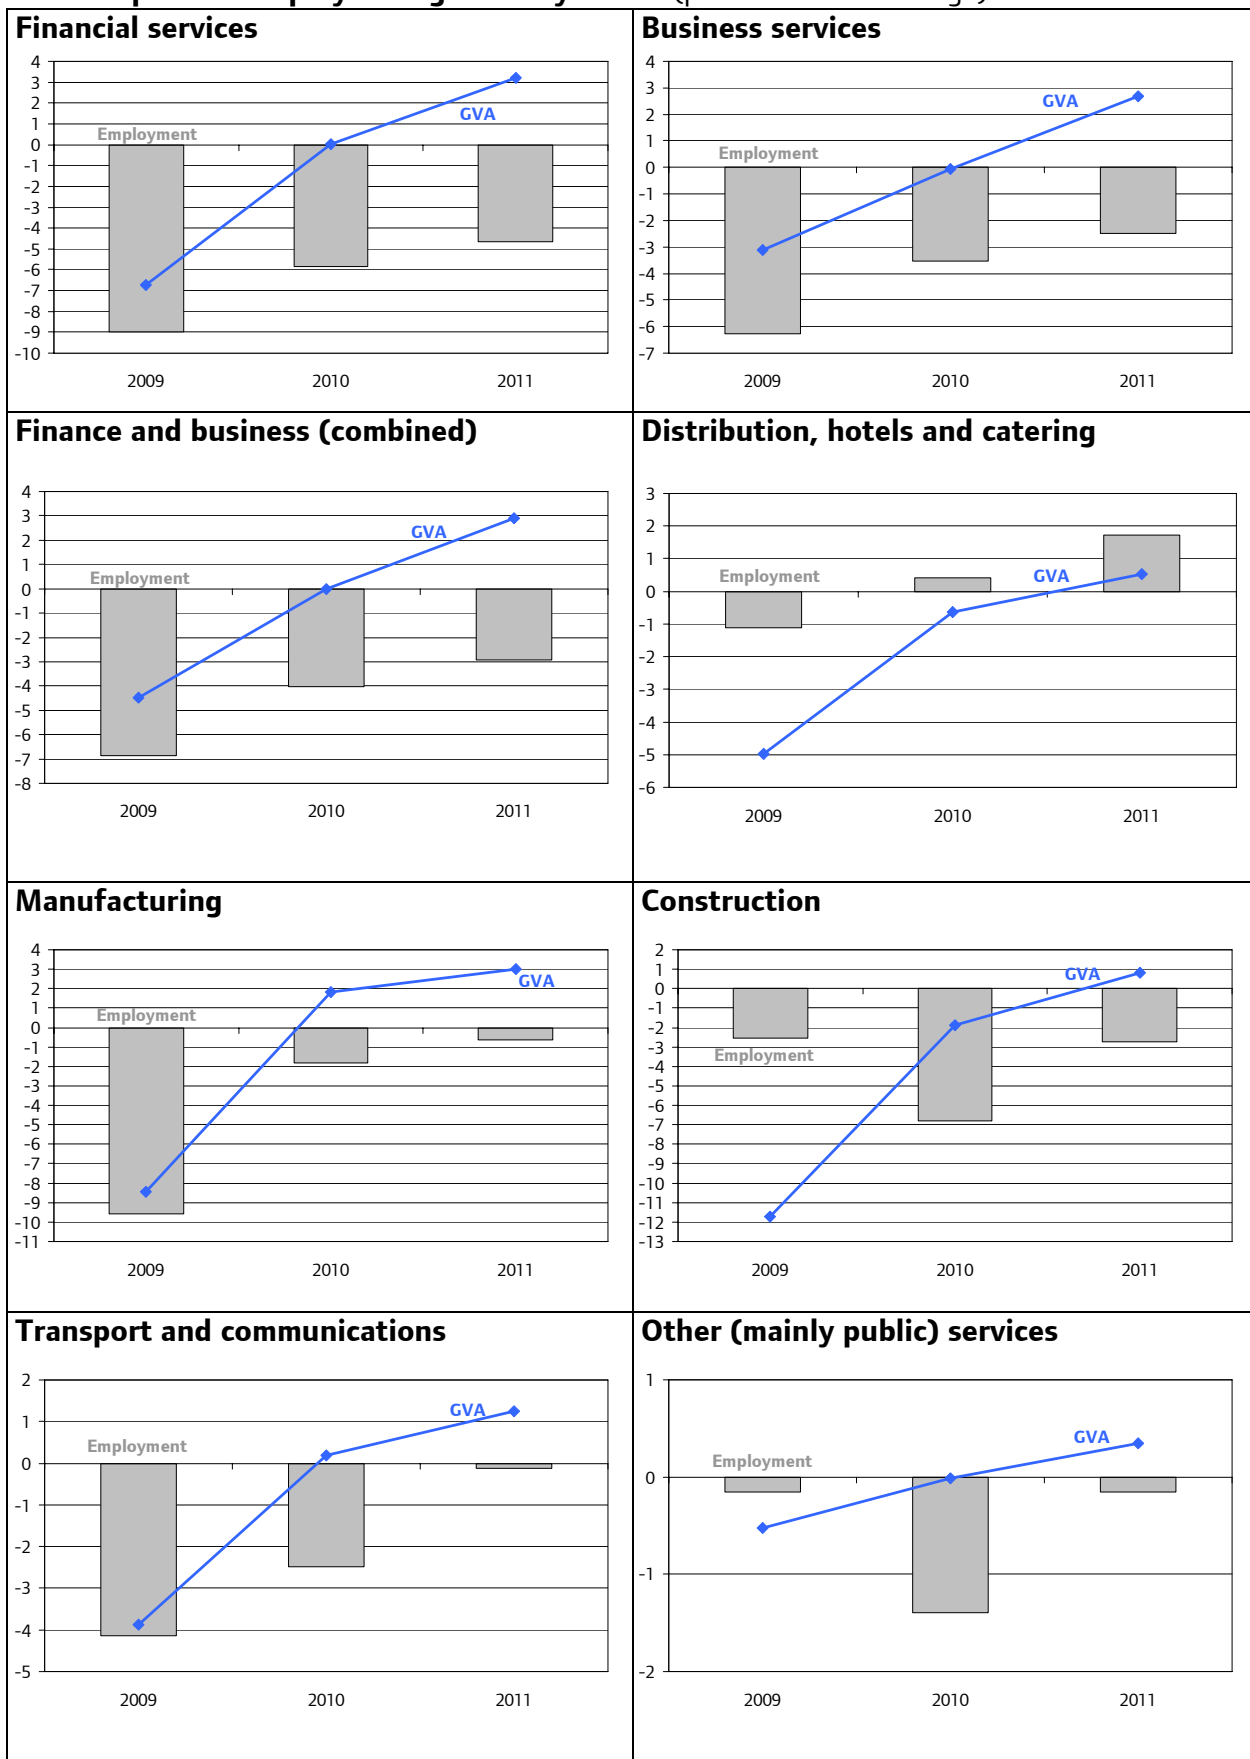 Financial services
4
3
2
1
0
-1
-2
-3
-4
-5
-6
-7
-8
-9
-10
Employment
GVA
2009 2010 2011
Business services
4
3
2
1
0
-1
-2
-3
-4
-5
-6
-7
Employment
GVA
2009 2010 2011
Finance and business (combined)
4
3
2
1
0
-1
-2
-3
-4
-5
-6
-7
-8
Employment
GVA
2009 2010 2011
Distribution, hotels and catering
3
2
1
0
-1
-2
-3
-4
-5
-6
Employment
GVA
2009 2010 2011
Manufacturing
4
3
2
1
0
-1
-2
-3
-4
-5
-6
-7
-8
-9
-10
-11
Employment
GVA
2009 2010 2011
Construction
2
1
0
-1
-2
-3
-4
-5
-6
-7
-8
-9
-10
-11
-12
-13
Employment
GVA
2009 2010 2011
Transport and communications
2
1
0
-1
-2
-3
-4
-5
Employment
GVA
2009 2010 2011
Other (mainly public) services
1
0
-1
-2
Employment
GVA
2009 2010 2011